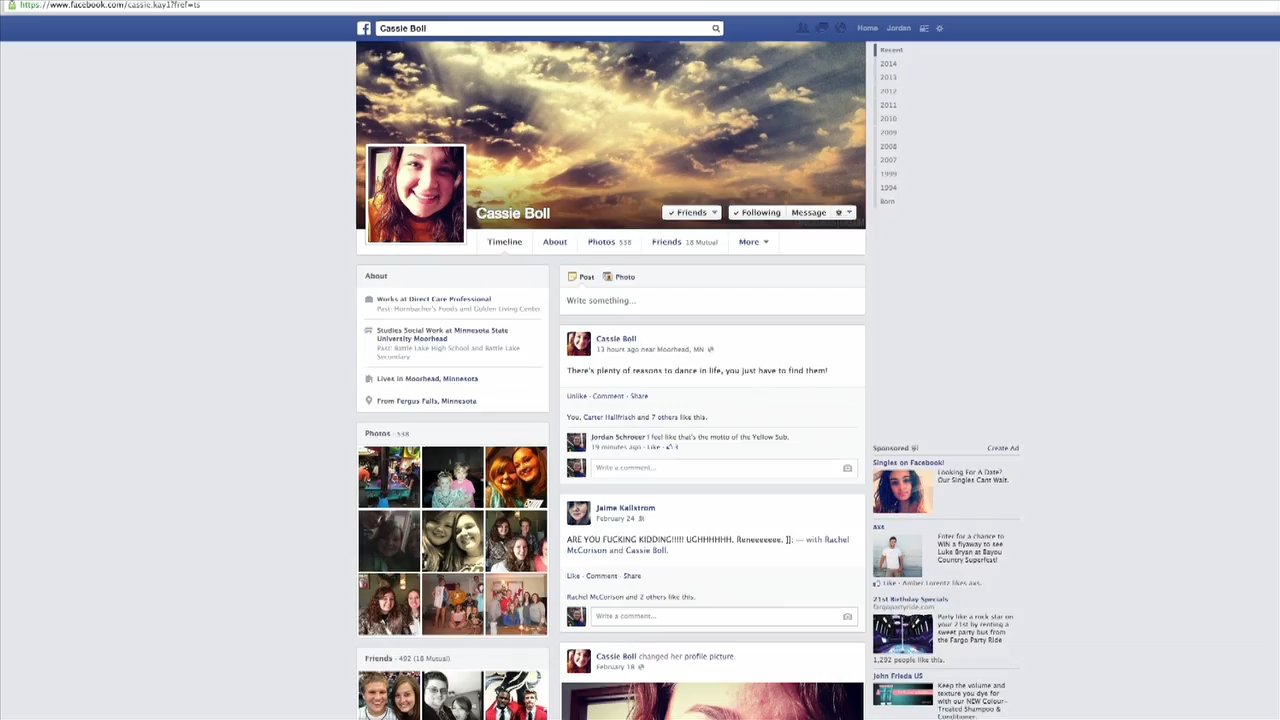 https://www.facebook.com/cassie.kay1?fref=ts
Cassie Boll
Home
Jordan
Recent
2014
2013
2012
2011
2010
2009
2008
2007
1999
1994
Born
Cassie Boll
✓ Friends
✓ Following
Message
Timeline
About
Photos 538
Friends 18 Mutual
More
About
Works at Direct Care Professional
Past: Hornbacher's Foods and Golden Living Center
Studies Social Work at Minnesota State
University Moorhead
Past: Battle Lake High School and Battle Lake
Secondary
Lives in Moorhead, Minnesota
From Fergus Falls, Minnesota
Photos · 538
Friends · 492 (18 Mutual)
Post
Photo
Write something...
Cassie Boll
13 hours ago near Moorhead, MN
There's plenty of reasons to dance in life, you just have to find them!
Unlike · Comment · Share
You, Carter Hallfrisch and 7 others like this.
Jordan Schroeer I feel like that's the motto of the Yellow Sub.
19 minutes ago · Like · 3
Write a comment...
Jaime Kallstrom
February 24
ARE YOU FUCKING KIDDING!!!!! UGHHHHHH. Reneeeeeee. ]]: — with Rachel
McCorison and Cassie Boll.
Like · Comment · Share
Rachel McCorison and 2 others like this.
Write a comment...
Cassie Boll changed her profile picture.
February 18
Sponsored
Create Ad
Singles on Facebook!
Looking For A Date?
Our Singles Cant Wait.
axs
Enter for a chance to
WIN a flyaway to see
Luke Bryan at Bayou
Country Superfest!
Like · Amber Lorentz likes axs.
21st Birthday Specials
fargopartyride.com
Party like a rock star on
your 21st by renting a
sweet party bus from
the Fargo Party Ride
1,292 people like this.
John Frieda US
Keep the volume and
texture you dye for
with our NEW Colour-
Treated Shampoo &
Conditioner.